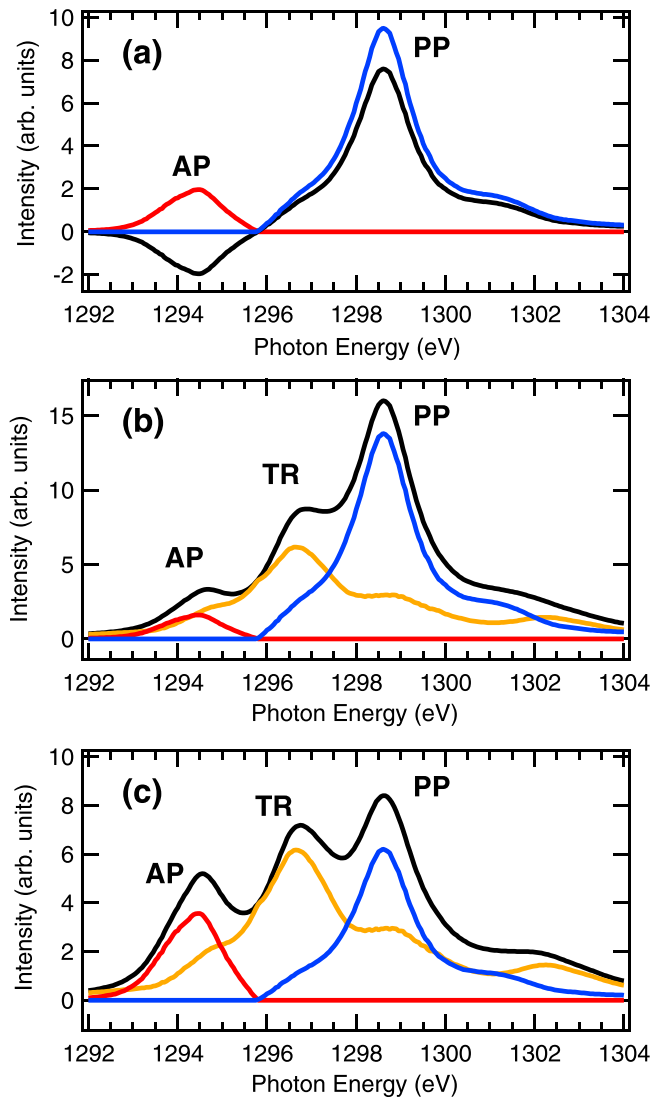 (a)
PP
AP
Intensity (arb. units)
10
8
6
4
2
0
-2
1292 1294 1296 1298 1300 1302 1304
Photon Energy (eV)
(b)
PP
TR
AP
Intensity (arb. units)
15
10
5
0
1292 1294 1296 1298 1300 1302 1304
Photon Energy (eV)
(c)
PP
TR
AP
Intensity (arb. units)
10
8
6
4
2
0
1292 1294 1296 1298 1300 1302 1304
Photon Energy (eV)